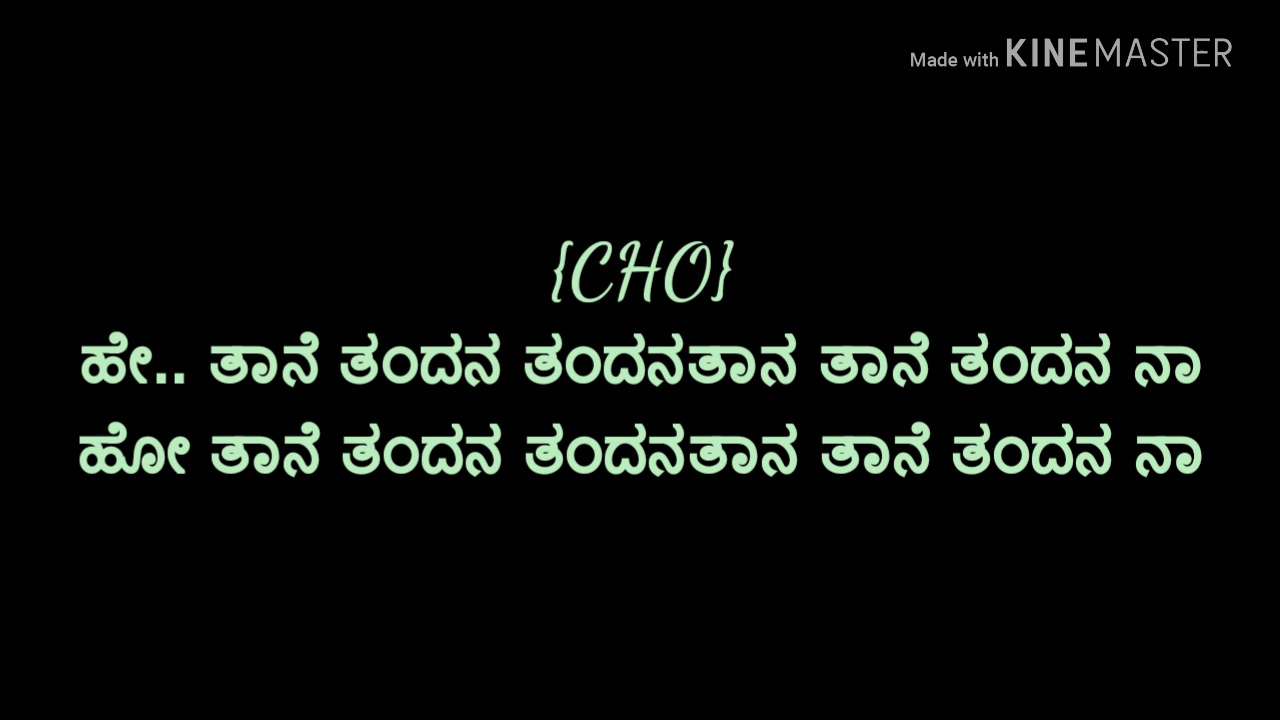 Made with KINEMASTER
{CHO}
ಹೇ.. ತಾನೆ ತಂದನ ತಂದನತಾನ ತಾನೆ ತಂದನ ನಾ
ಹೋ ತಾನೆ ತಂದನ ತಂದನತಾನ ತಾನೆ ತಂದನ ನಾ